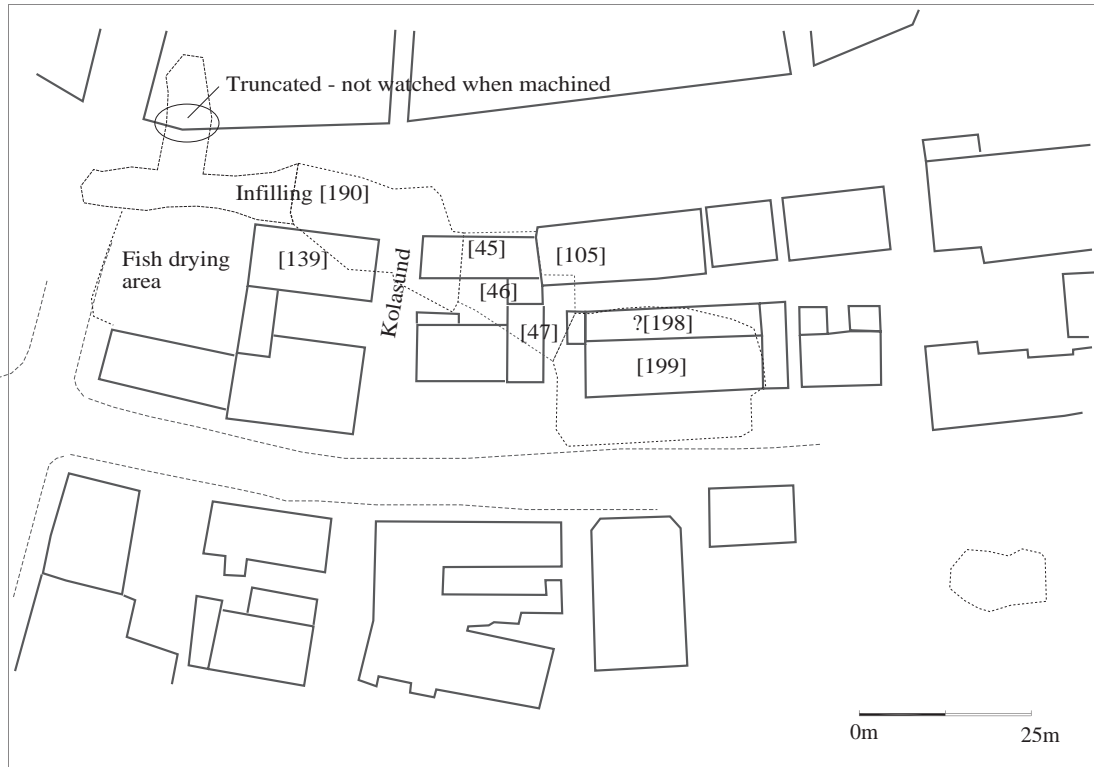 Truncated - not watched when machined
Infilling [190]
Fish drying
area
[139]
Kolasund
[45]
[105]
[46]
[47]
?[198]
[199]
0m
25m